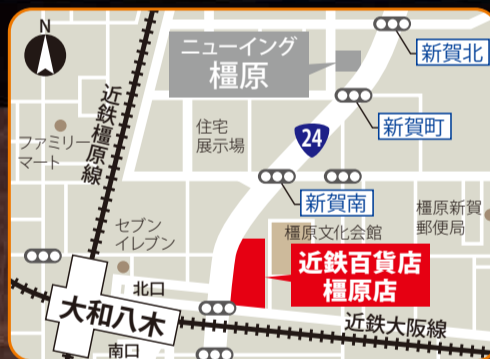 N
ニューイング
橿原
新賀北
近鉄橿原線
新賀町
住宅
展示場
24
ファミリー
マート
新賀南
橿原新賀
郵便局
セブン
イレブン
橿原文化会館
近鉄百貨店
橿原店
北口
大和八木
近鉄大阪線
南口